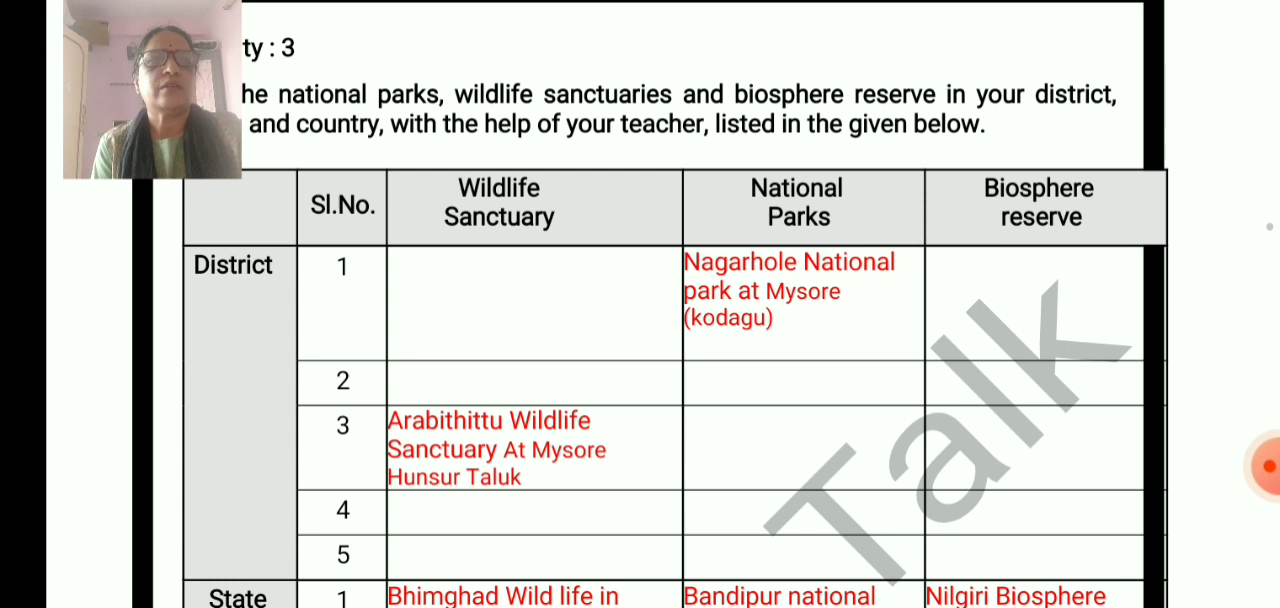 ty : 3
he national parks, wildlife sanctuaries and biosphere reserve in your district,
and country, with the help of your teacher, listed in the given below.
Sl.No.
Wildlife
Sanctuary
National
Parks
Biosphere
reserve
District
1
Nagarhole National
park at Mysore
(kodagu)
2
3
Arabithittu Wildlife
Sanctuary At Mysore
Hunsur Taluk
4
5
State
1
Bhimghad Wild life in
Bandipur national
Nilgiri Biosphere
Talk